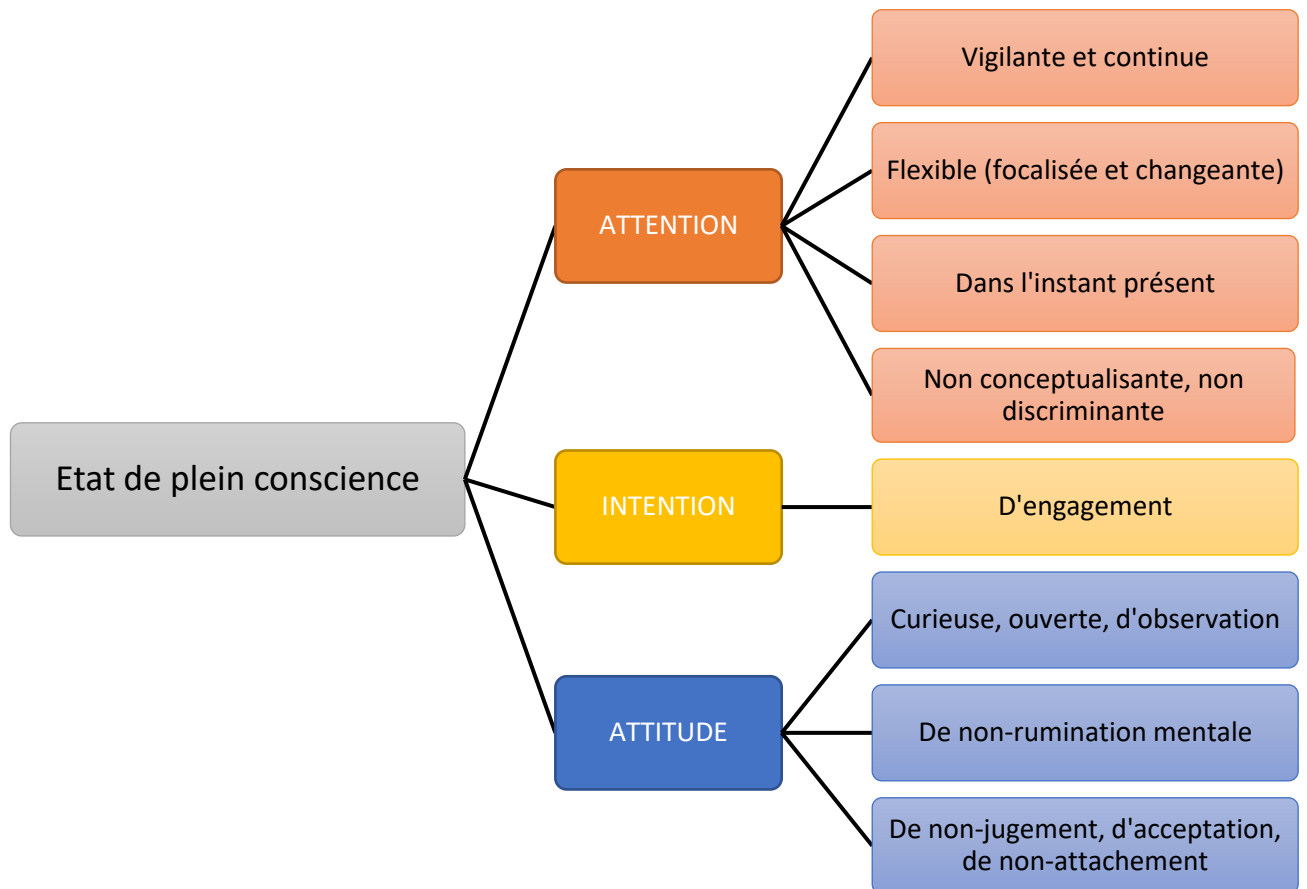 Etat de plein conscience
ATTENTION
Vigilante et continue
Flexible (focalisée et changeante)
Dans l'instant présent
Non conceptualisante, non
discriminante
INTENTION
D'engagement
ATTITUDE
Curieuse, ouverte, d'observation
De non-rumination mentale
De non-jugement, d'acceptation,
de non-attachement